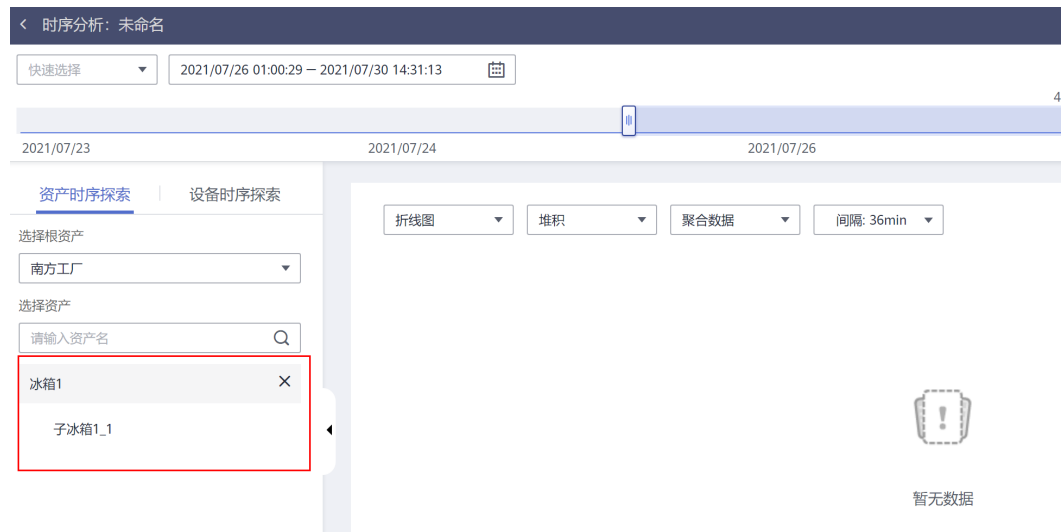 时序分析：未命名
快速选择
2021/07/26 01:00:29 — 2021/07/30 14:31:13
4
2021/07/23 2021/07/24 2021/07/26
资产时序探索 设备时序探索
选择根资产
折线图 堆积 聚合数据 间隔: 36min
南方工厂
选择资产
请输入资产名
冰箱1
子冰箱1_1
暂无数据